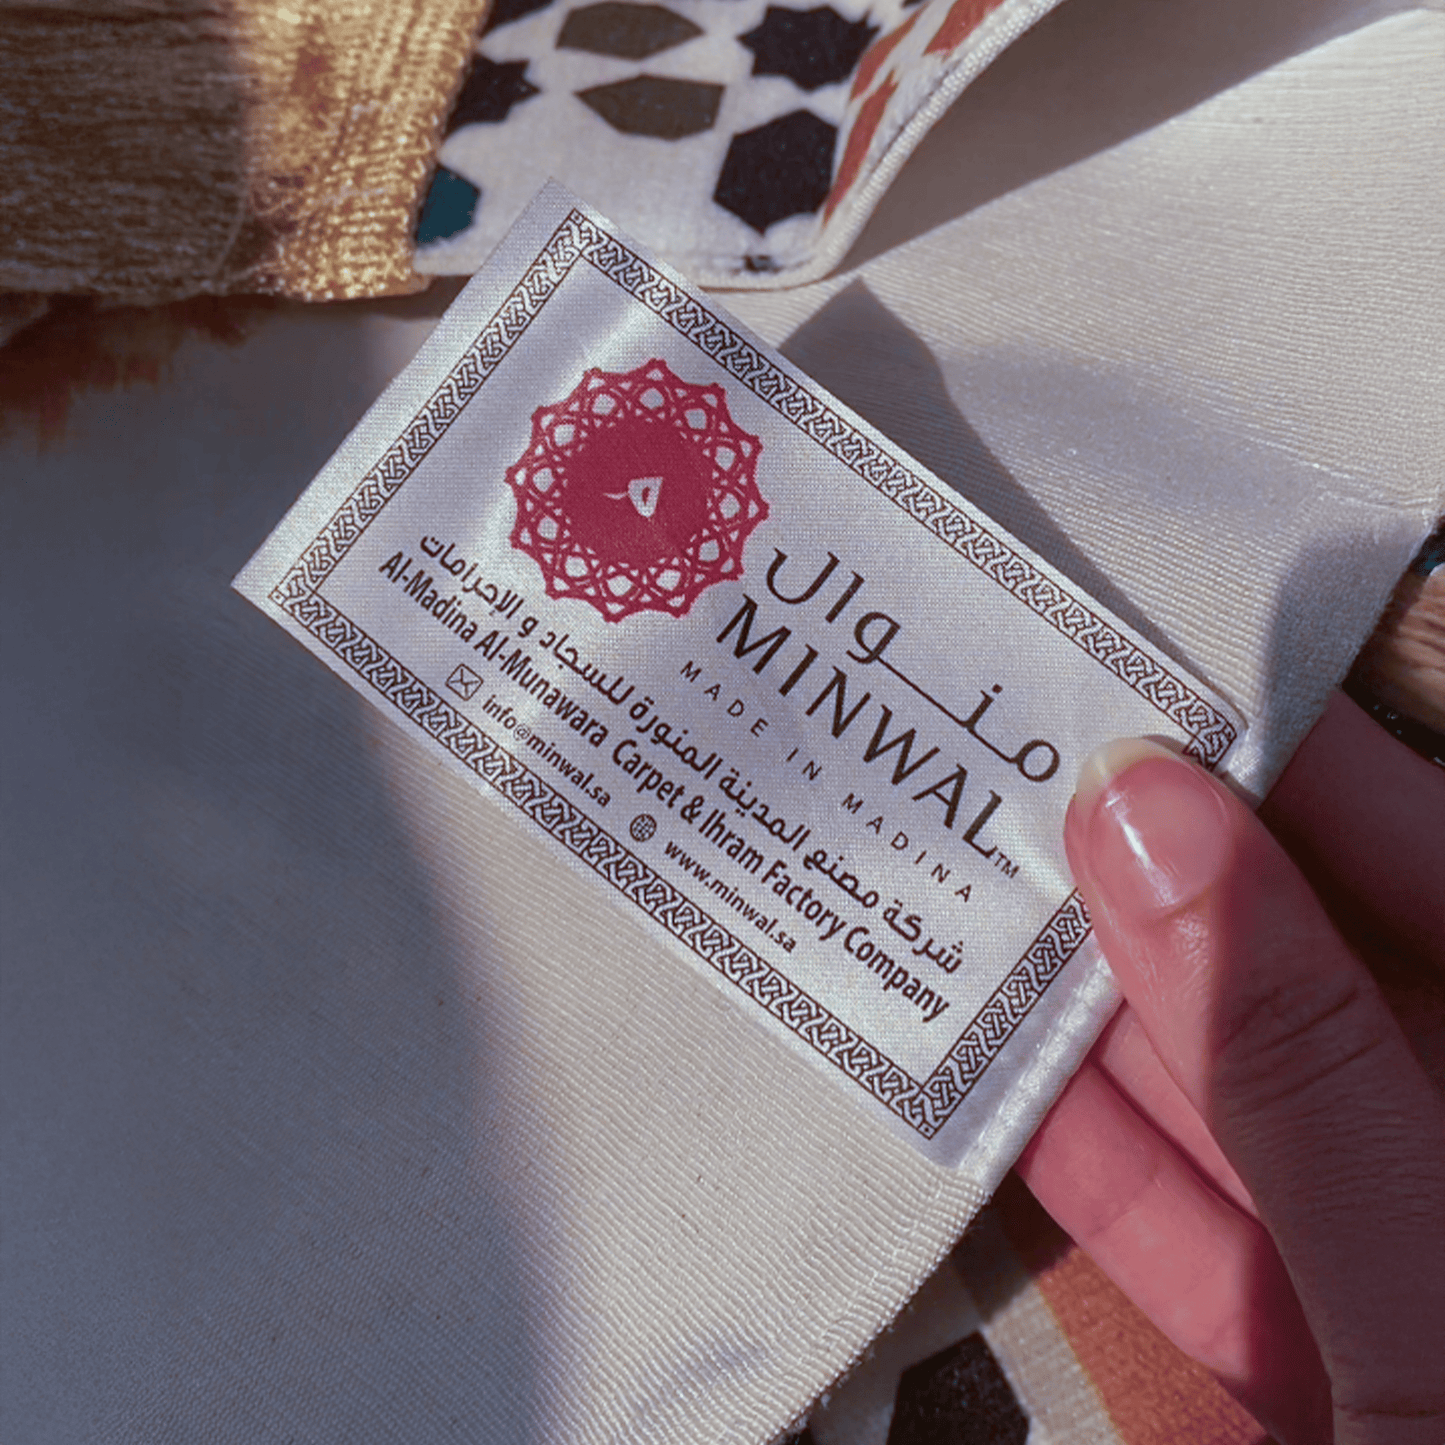 منوال
MINWAL™
MADE IN MADINA
شركة مصنع المدينة المنورة للسجاد و الإحرامات
Al-Madina Al-Munawara Carpet & Ihram Factory Company
info@minwal.sa www.minwal.sa